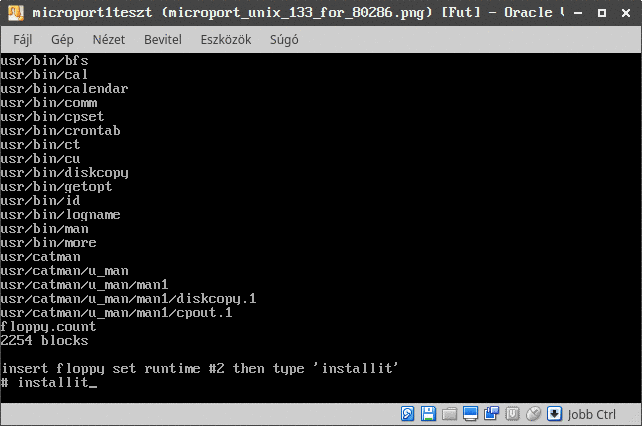 microport1teszt (microport_unix_133_for_80286.png) [Fut] - Oracle
Fájl Gép Nézet Bevitel Eszközök Súgó
usr/bin/bfs
usr/bin/cal
usr/bin/calendar
usr/bin/comm
usr/bin/cpset
usr/bin/crontab
usr/bin/ct
usr/bin/cu
usr/bin/diskcopy
usr/bin/getopt
usr/bin/id
usr/bin/logname
usr/bin/man
usr/bin/more
usr/catman
usr/catman/u_man
usr/catman/u_man/man1
usr/catman/u_man/man1/diskcopy.1
usr/catman/u_man/man1/cpout.1
floppy.count
2254 blocks
insert floppy set runtime #2 then type 'installit'
# installit_
Jobb Ctrl